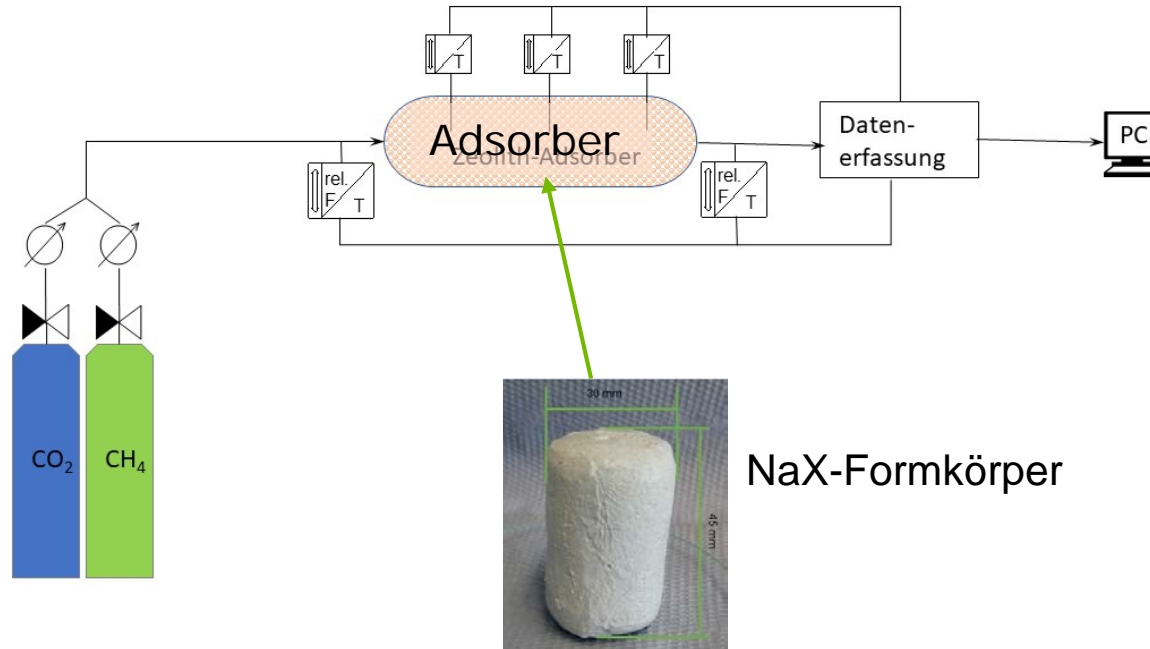 T
T
T
Adsorber
Zeolith-Adsorber
Daten-
erfassung
PC
rel.
F
T
rel.
F
T
CO₂
CH₄
30 mm
45 mm
NaX-Formkörper